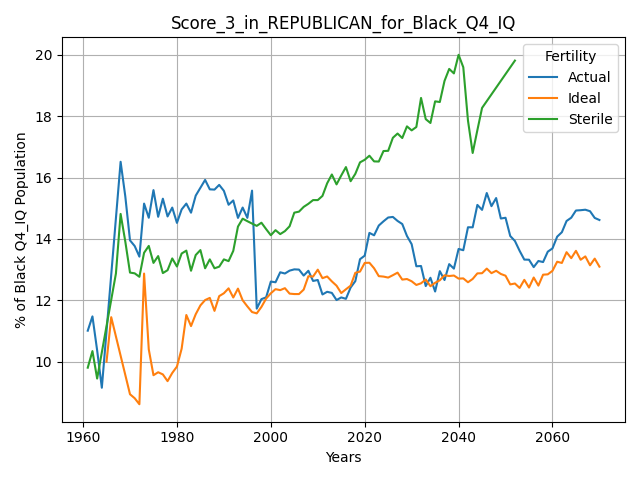 Score_3_in_REPUBLICAN_for_Black_Q4_IQ
% of Black Q4_IQ Population
20
18
16
14
12
10
Fertility
Actual
Ideal
Sterile
1960 1980 2000 2020 2040 2060
Years